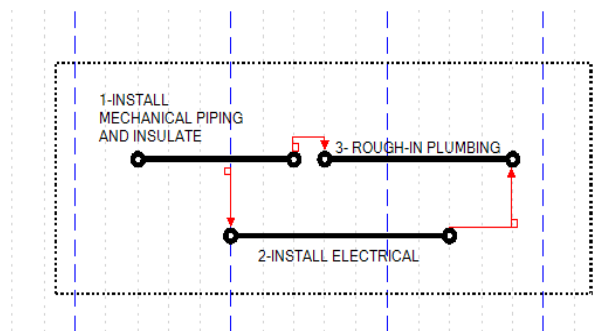 1-INSTALL
MECHANICAL PIPING
AND INSULATE
3- ROUGH-IN PLUMBING
2-INSTALL ELECTRICAL